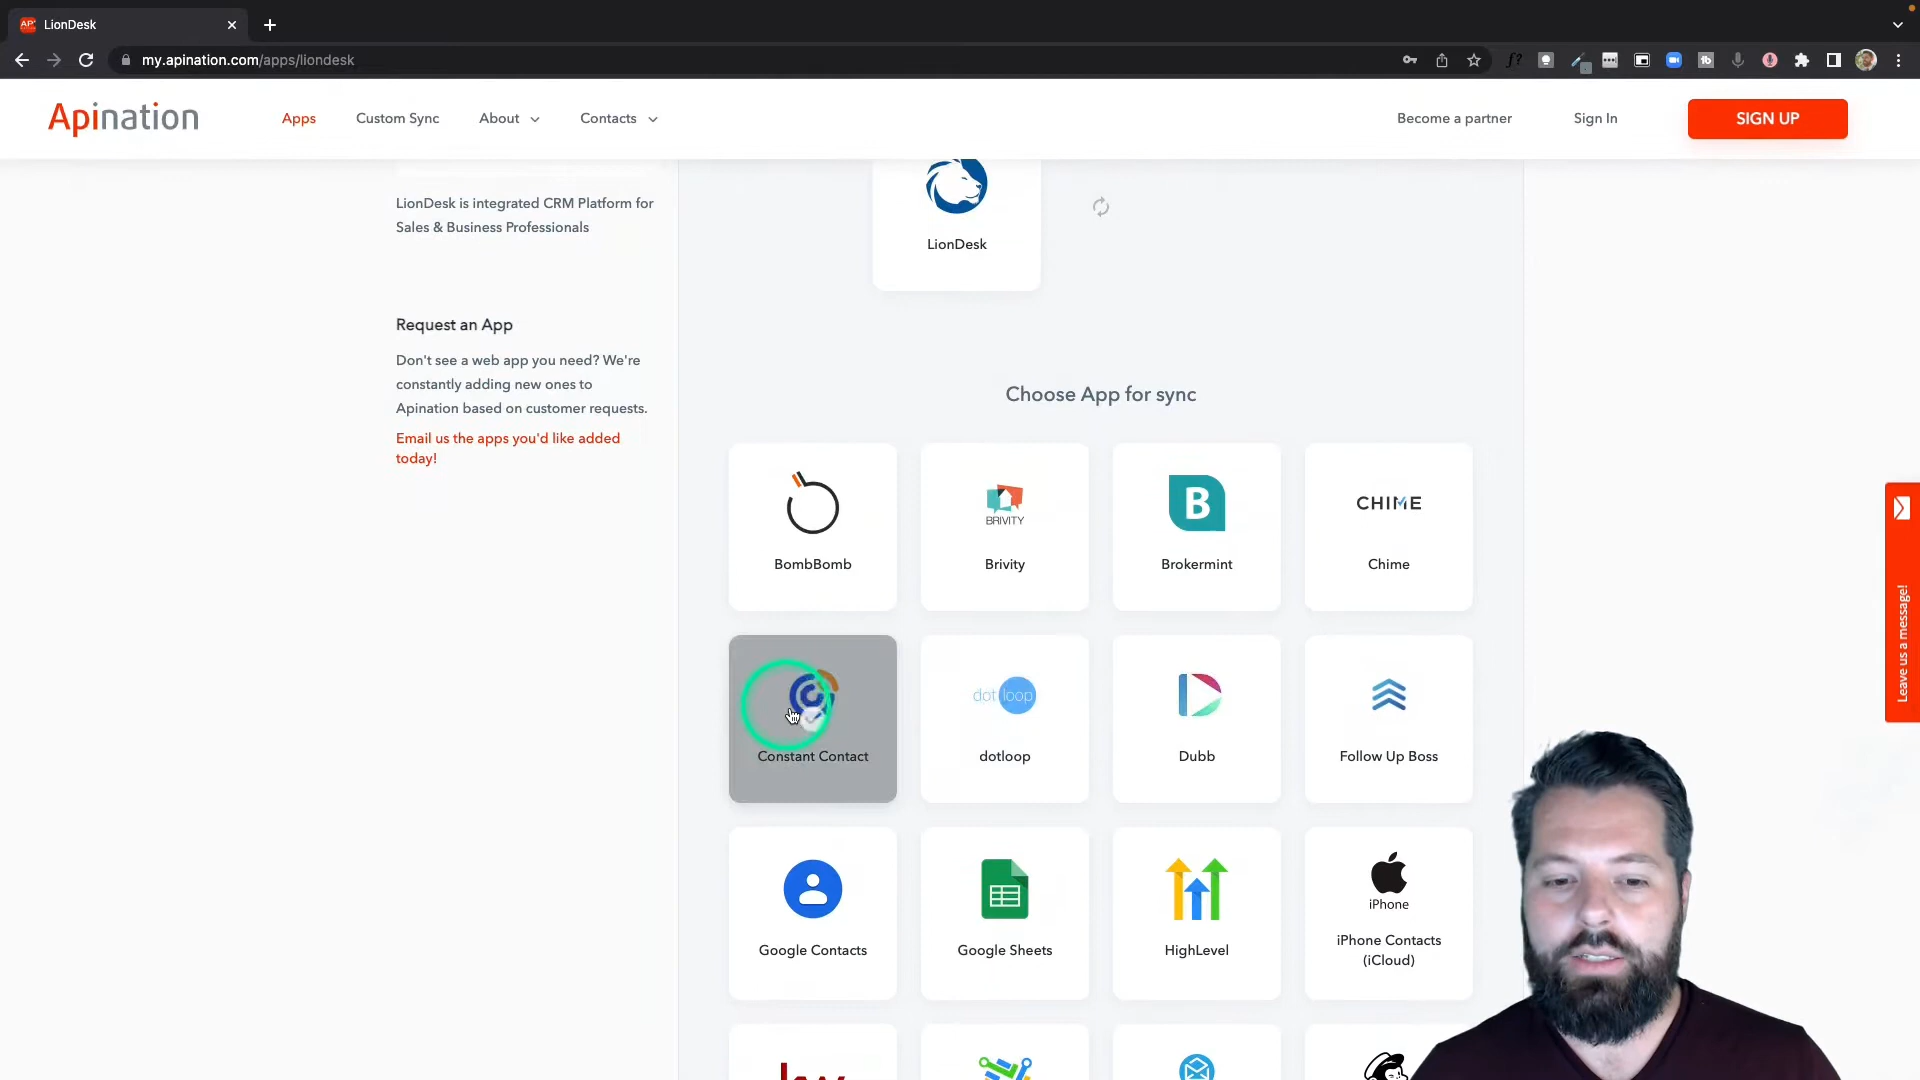 LionDesk
my.apination.com/apps/liondesk
Apination
Apps
Custom Sync
About
Contacts
Become a partner
Sign In
SIGN UP
LionDesk is integrated CRM Platform for
Sales & Business Professionals
LionDesk
Request an App
Don't see a web app you need? We're
constantly adding new ones to
Apination based on customer requests.
Email us the apps you'd like added
today!
Choose App for sync
BombBomb
BRIVITY
Brivity
B
Brokermint
CHIME
Chime
Constant Contact
dotloop
dotloop
Dubb
Follow Up Boss
Google Contacts
Google Sheets
HighLevel
iPhone
iPhone Contacts
(iCloud)
kw
Leave us a message!